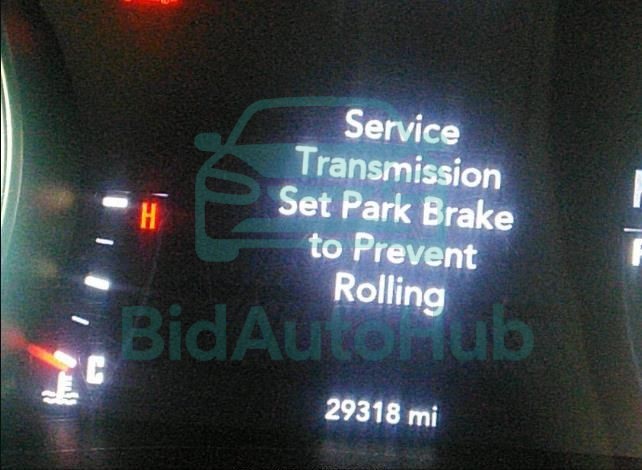 Service
Transmission
Set Park Brake
to Prevent
Rolling
H
C
BidAutoHub
29318 mi